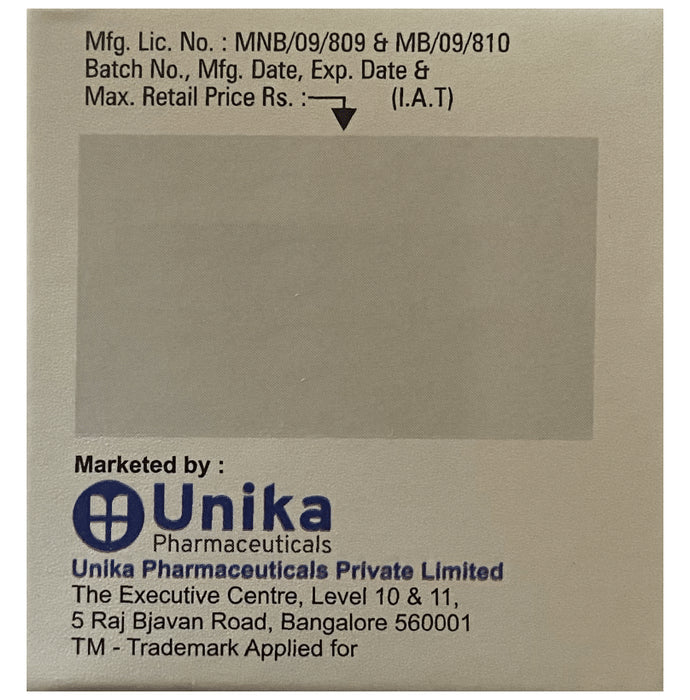 Mfg. Lic. No. : MNB/09/809 & MB/09/810
Batch No., Mfg. Date, Exp. Date &
Max. Retail Price Rs. : (I.A.T)
Marketed by :
Unika
Pharmaceuticals
Unika Pharmaceuticals Private Limited
The Executive Centre, Level 10 & 11,
5 Raj Bjavan Road, Bangalore 560001
TM - Trademark Applied for